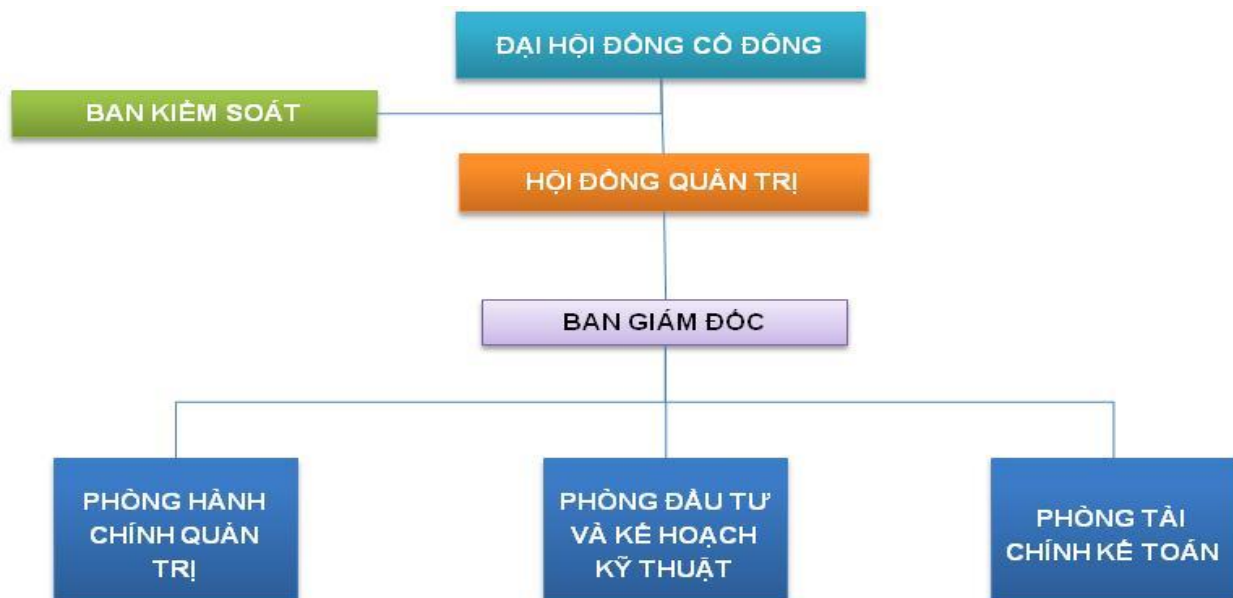 ĐẠI HỘI ĐỒNG CỔ ĐÔNG
BAN KIỂM SOÁT
HỘI ĐỒNG QUẢN TRỊ
BAN GIÁM ĐỐC
PHÒNG HÀNH
CHÍNH QUẢN
TRỊ
PHÒNG ĐẦU TƯ
VÀ KẾ HOẠCH
KỸ THUẬT
PHÒNG TÀI
CHÍNH KẾ TOÁN